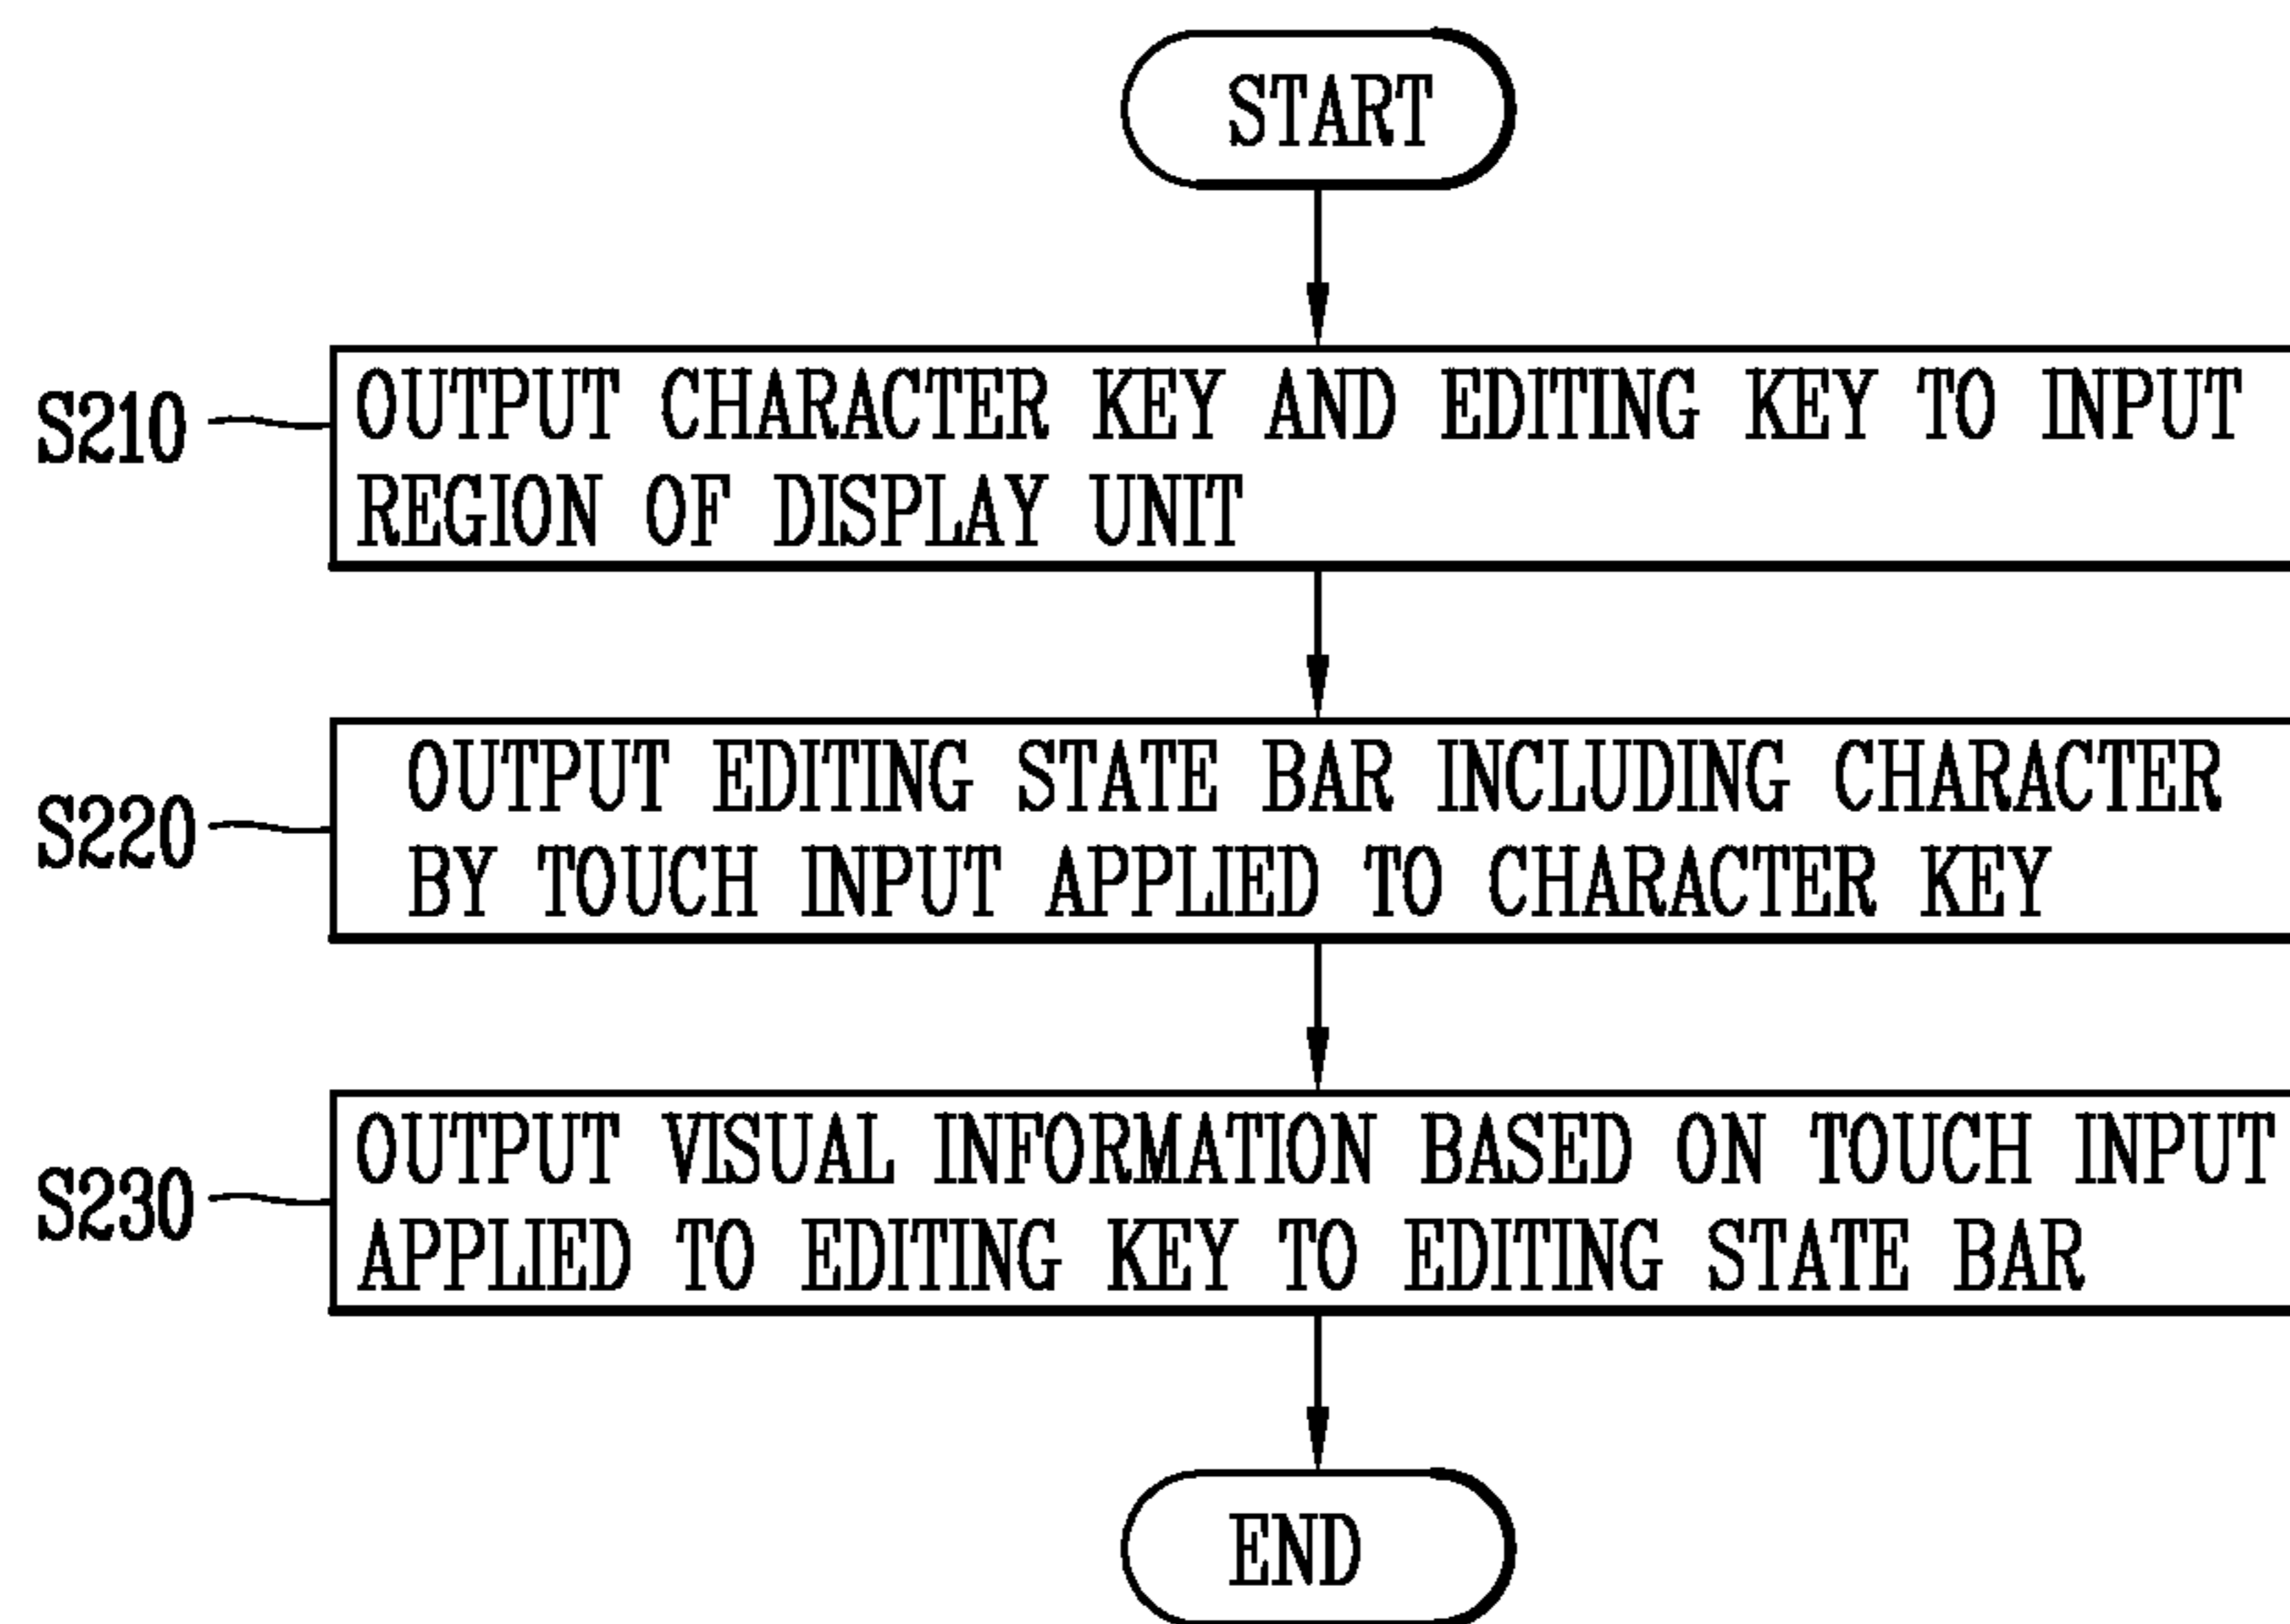 START
S210
OUTPUT CHARACTER KEY AND EDITING KEY TO INPUT
REGION OF DISPLAY UNIT
S220
OUTPUT EDITING STATE BAR INCLUDING CHARACTER
BY TOUCH INPUT APPLIED TO CHARACTER KEY
S230
OUTPUT VISUAL INFORMATION BASED ON TOUCH INPUT
APPLIED TO EDITING KEY TO EDITING STATE BAR
END